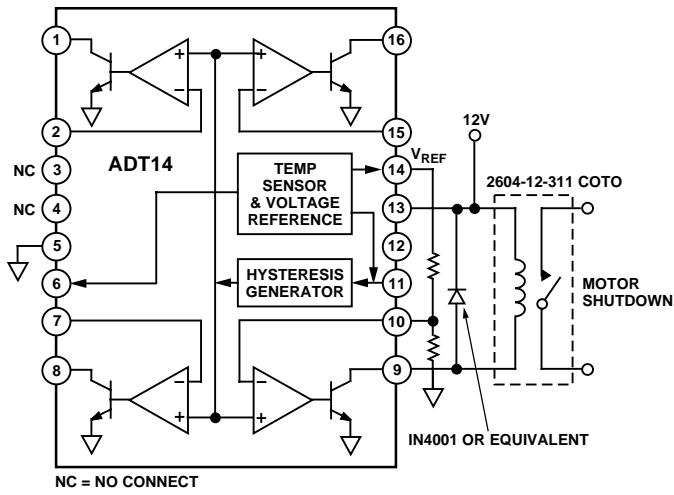 1
16
2
15
12V
NC 3
ADT14
TEMP
SENSOR
& VOLTAGE
REFERENCE
14
VREF
2604-12-311 COTO
NC 4
13
5
12
6
HYSTERESIS
GENERATOR
11
MOTOR
SHUTDOWN
7
10
8
9
+
–
+
–
–
+
–
+
IN4001 OR EQUIVALENT
NC = NO CONNECT